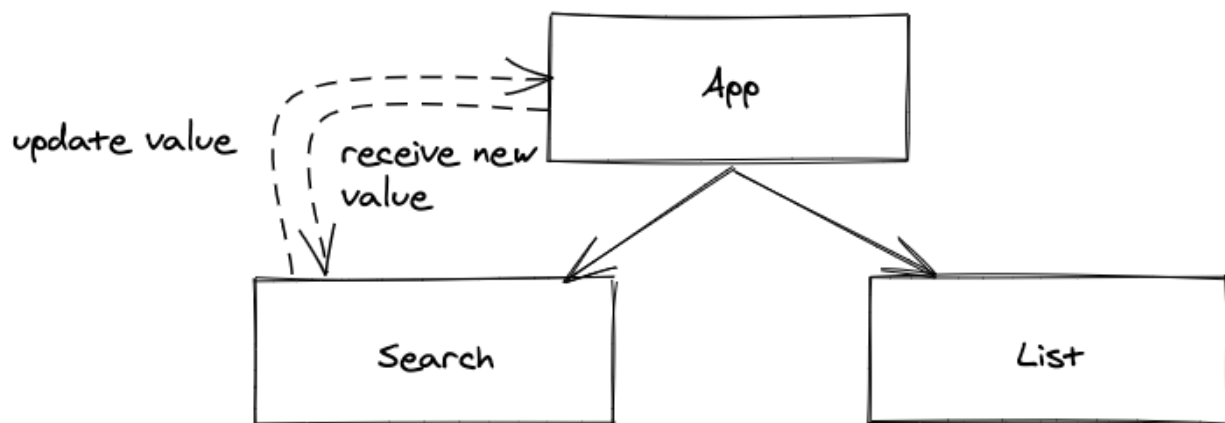 App
update value
receive new
value
Search
List